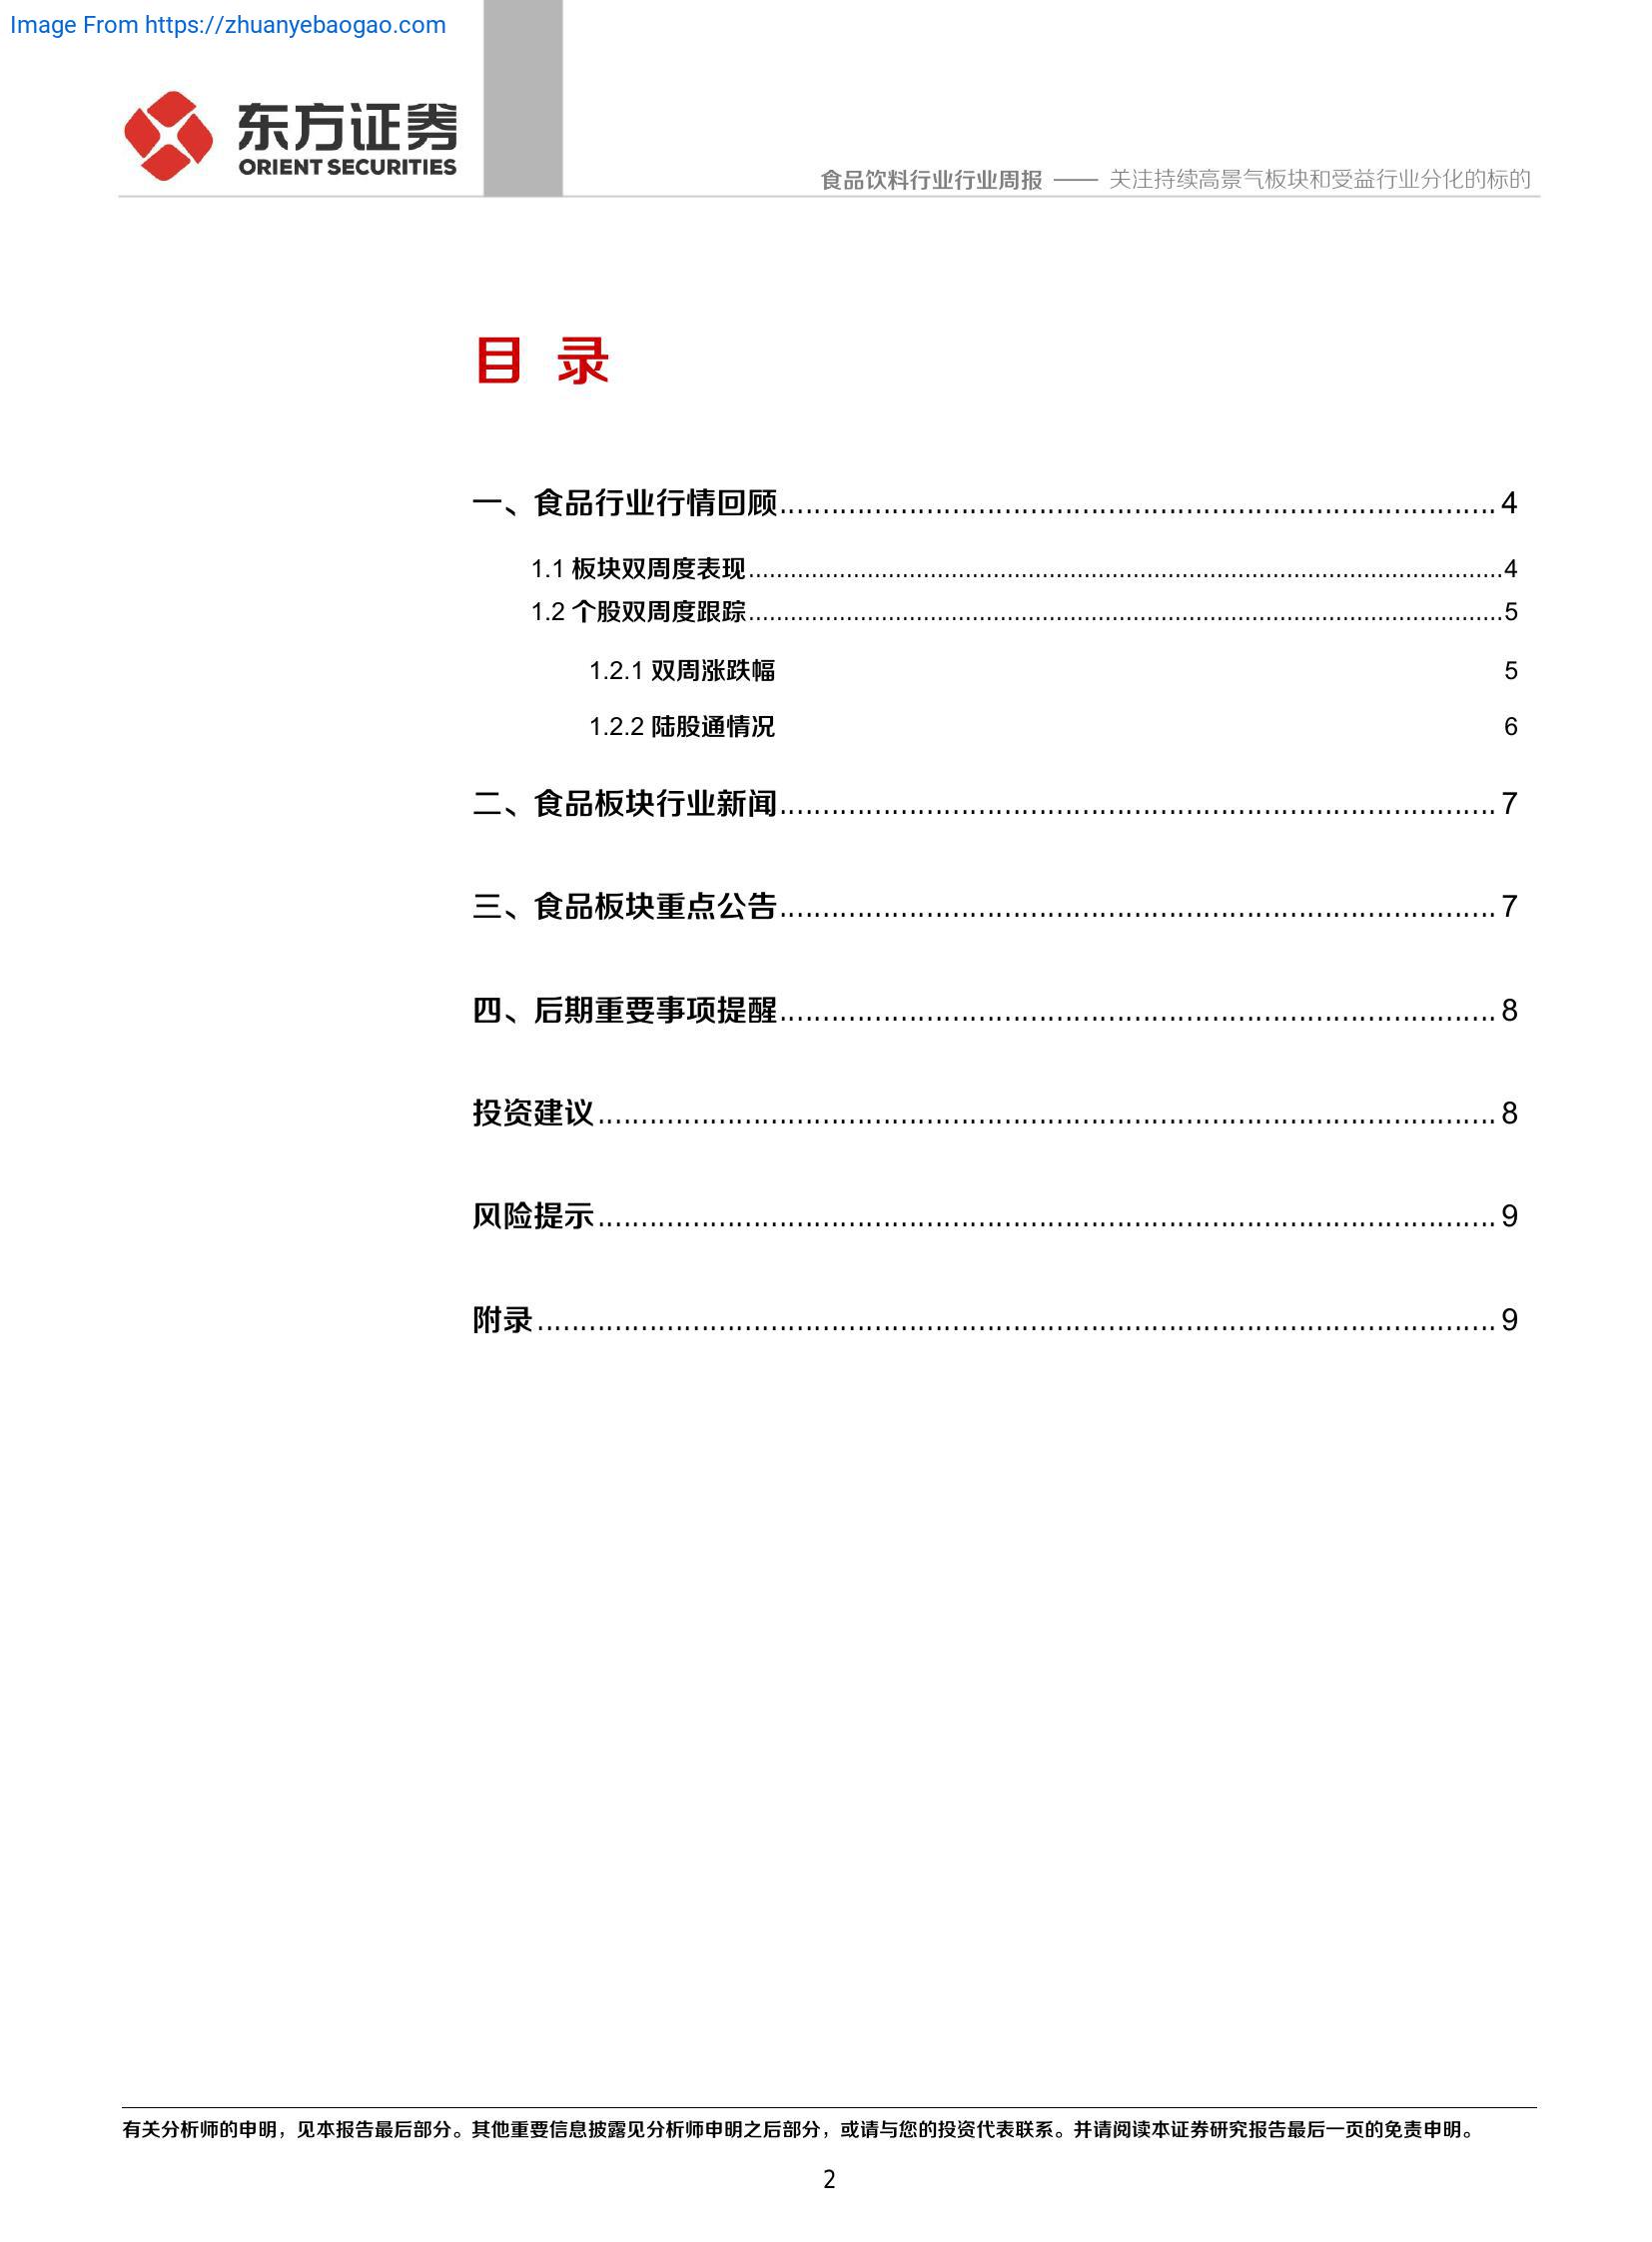 Image From https://zhuanyebaogao.com
东方证券
ORIENT SECURITIES
食品饮料行业行业周报 —— 关注持续高景气板块和受益行业分化的标的
目 录
一、食品行业行情回顾........................................................................................ 4
1.1 板块双周度表现............................................................................................................4
1.2 个股双周度跟踪............................................................................................................5
1.2.1 双周涨跌幅 5
1.2.2 陆股通情况 6
二、食品板块行业新闻........................................................................................ 7
三、食品板块重点公告........................................................................................ 7
四、后期重要事项提醒........................................................................................ 8
投资建议............................................................................................................. 8
风险提示............................................................................................................. 9
附录.................................................................................................................... 9
有关分析师的申明，见本报告最后部分。其他重要信息披露见分析师申明之后部分，或请与您的投资代表联系。并请阅读本证券研究报告最后一页的免责申明。
2